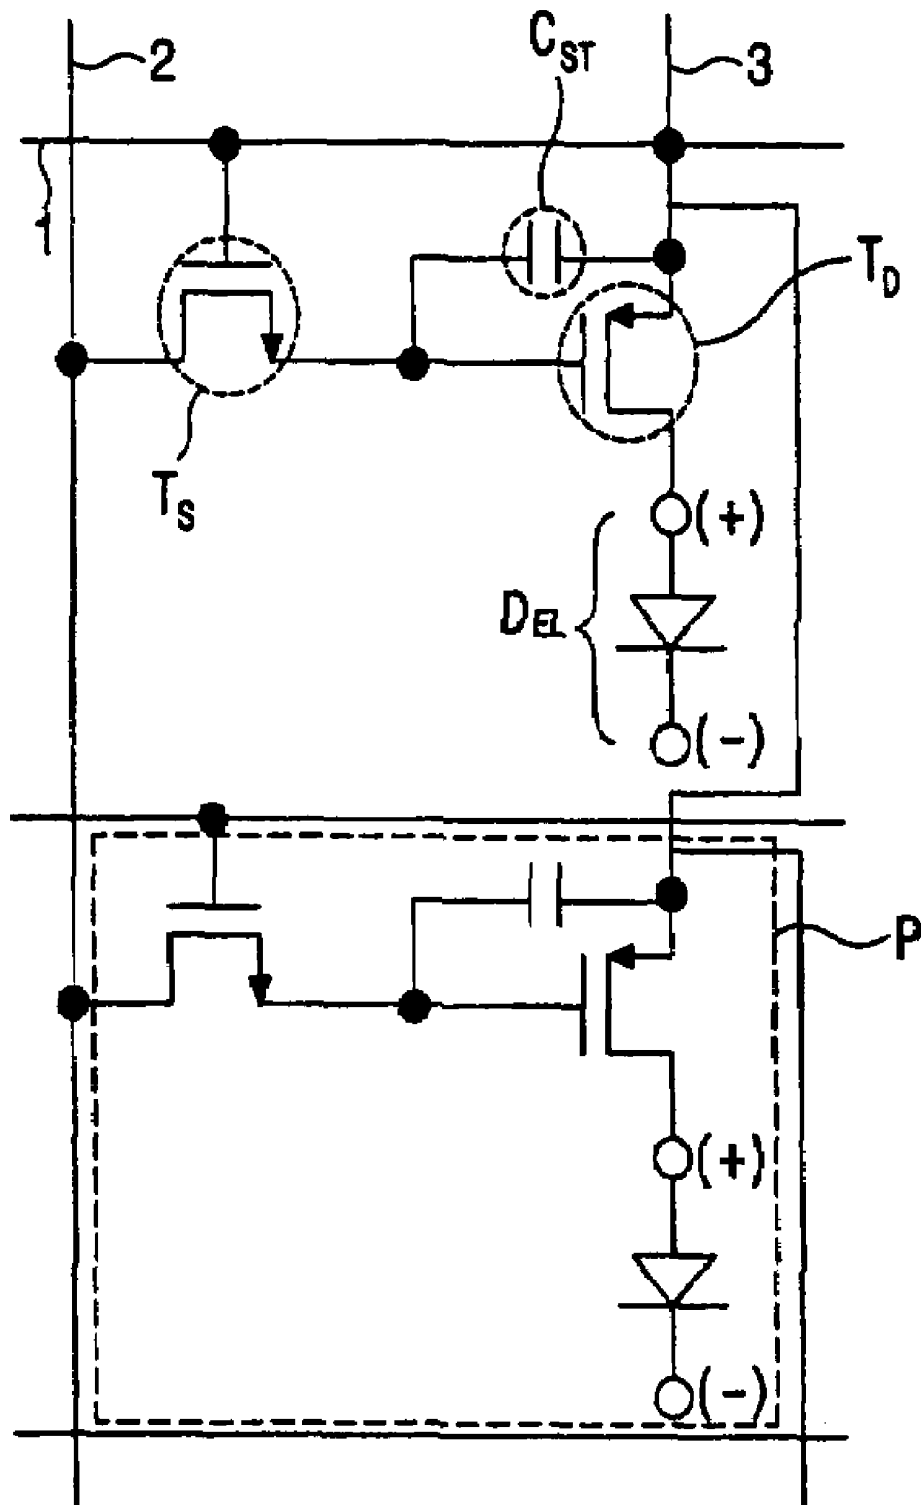 2
C_ST
3
1
T_D
T_S
(+)
D_EL
(-)
P
(+)
(-)